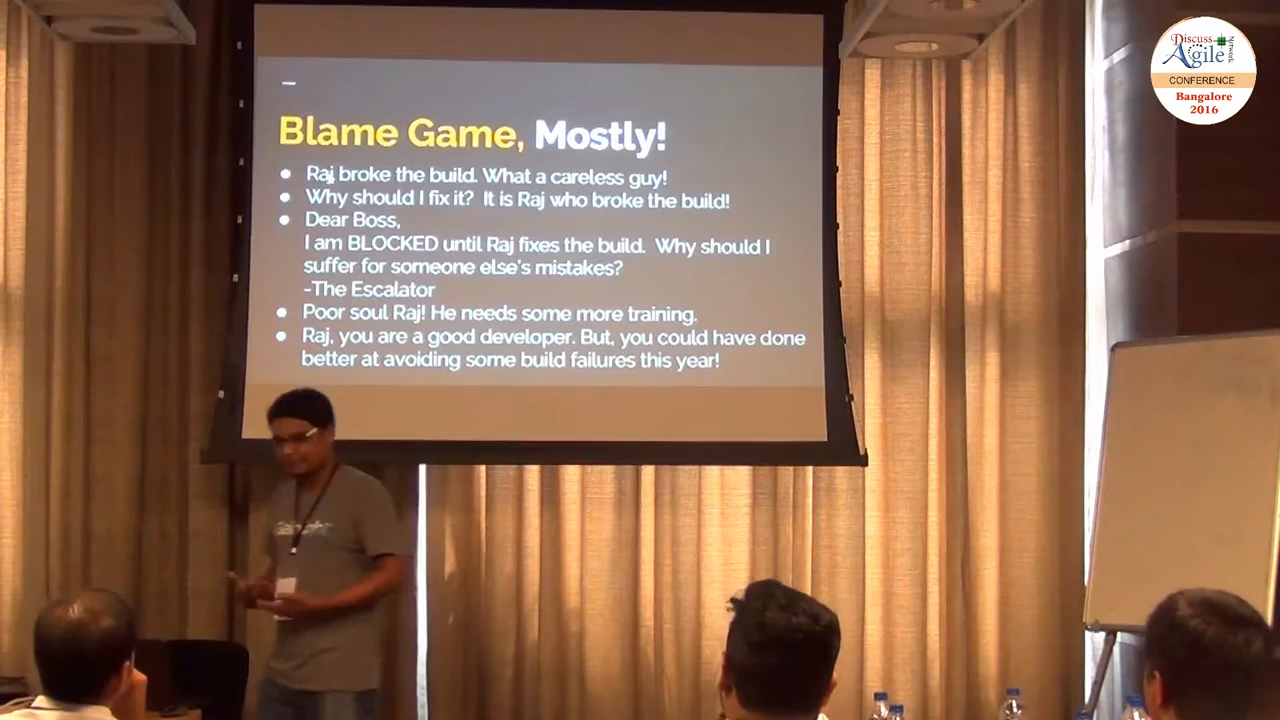 Blame Game, Mostly!
● Raj broke the build. What a careless guy!
● Why should I fix it? It is Raj who broke the build!
● Dear Boss,
I am BLOCKED until Raj fixes the build. Why should I
suffer for someone else's mistakes?
-The Escalator
● Poor soul Raj! He needs some more training.
● Raj, you are a good developer. But, you could have done
better at avoiding some build failures this year!
Discuss
Agile
Network
CONFERENCE
Bangalore
2016